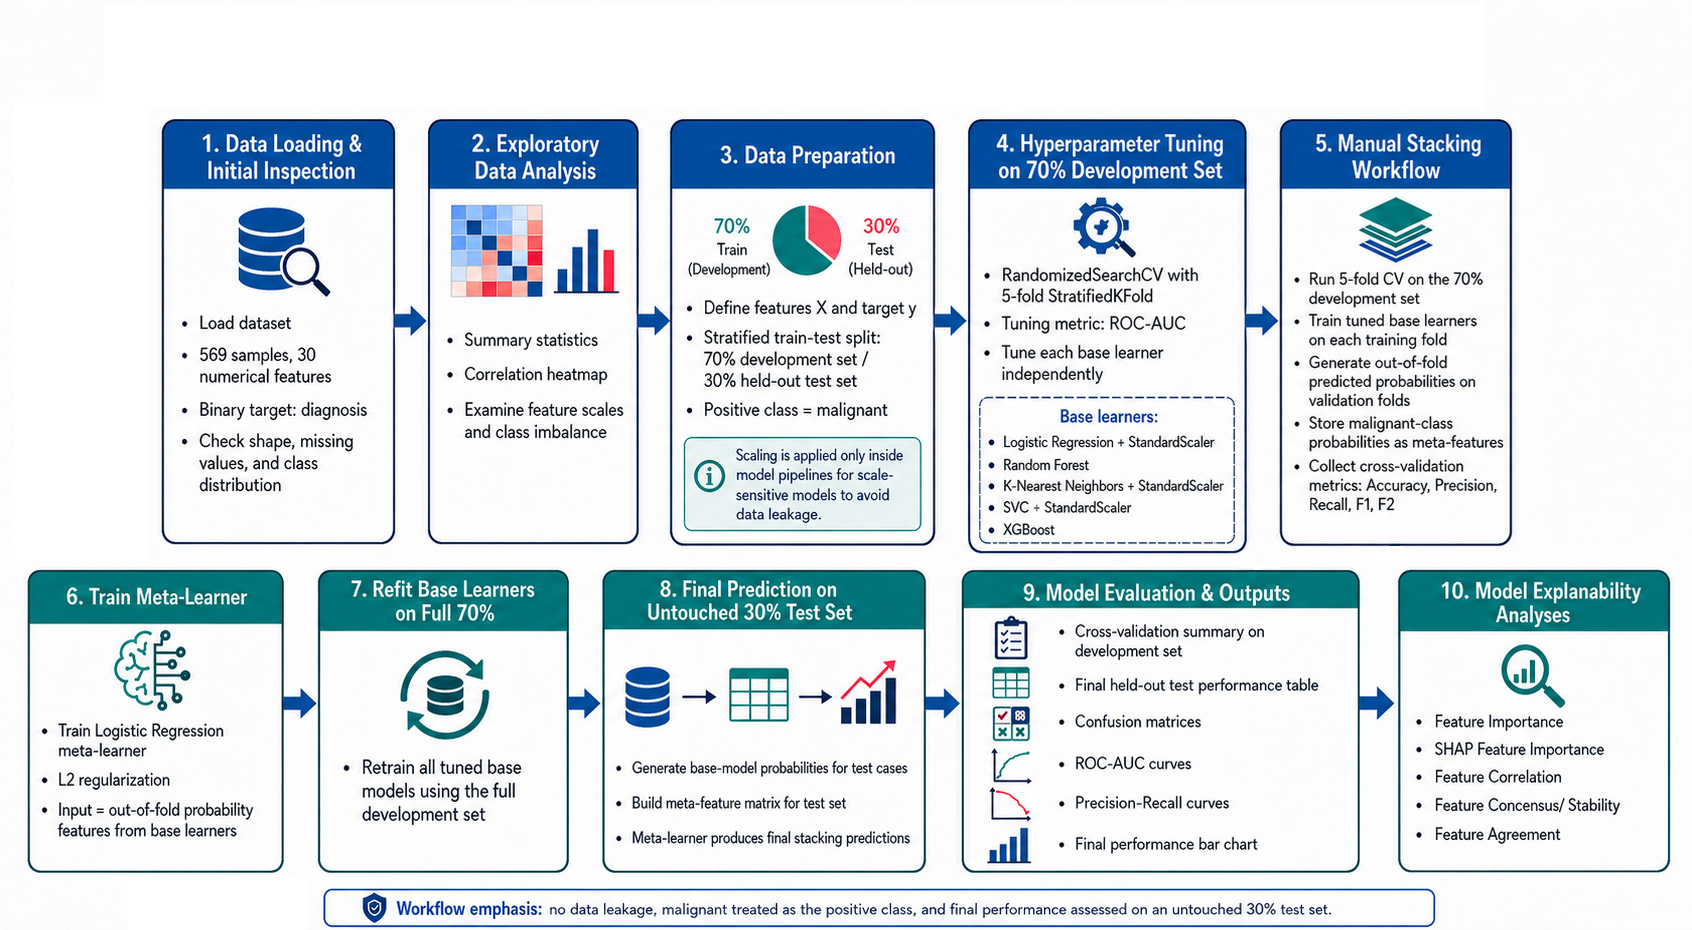 1. Data Loading &
Initial Inspection
• Load dataset
• 569 samples, 30
numerical features
• Binary target: diagnosis
• Check shape, missing
values, and class
distribution
2. Exploratory
Data Analysis
• Summary statistics
• Correlation heatmap
• Examine feature scales
and class imbalance
3. Data Preparation
70%
Train
(Development)
30%
Test
(Held-out)
• Define features X and target y
• Stratified train-test split:
70% development set /
30% held-out test set
• Positive class = malignant
Scaling is applied only inside
model pipelines for scale-
sensitive models to avoid
data leakage.
4. Hyperparameter Tuning
on 70% Development Set
• RandomizedSearchCV with
5-fold StratifiedKFold
• Tuning metric: ROC-AUC
• Tune each base learner
independently
Base learners:
• Logistic Regression + StandardScaler
• Random Forest
• K-Nearest Neighbors + StandardScaler
• SVC + StandardScaler
• XGBoost
5. Manual Stacking
Workflow
• Run 5-fold CV on the 70%
development set
• Train tuned base learners
on each training fold
• Generate out-of-fold
predicted probabilities on
validation folds
• Store malignant-class
probabilities as meta-features
• Collect cross-validation
metrics: Accuracy, Precision,
Recall, F1, F2
6. Train Meta-Learner
• Train Logistic Regression
meta-learner
• L2 regularization
• Input = out-of-fold probability
features from base learners
7. Refit Base Learners
on Full 70%
• Retrain all tuned base
models using the full
development set
8. Final Prediction on
Untouched 30% Test Set
• Generate base-model probabilities for test cases
• Build meta-feature matrix for test set
• Meta-learner produces final stacking predictions
9. Model Evaluation & Outputs
• Cross-validation summary on
development set
• Final held-out test performance table
• Confusion matrices
• ROC-AUC curves
• Precision-Recall curves
• Final performance bar chart
10. Model Explanability
Analyses
• Feature Importance
• SHAP Feature Importance
• Feature Correlation
• Feature Concensus/ Stability
• Feature Agreement
Workflow emphasis: no data leakage, malignant treated as the positive class, and final performance assessed on an untouched 30% test set.